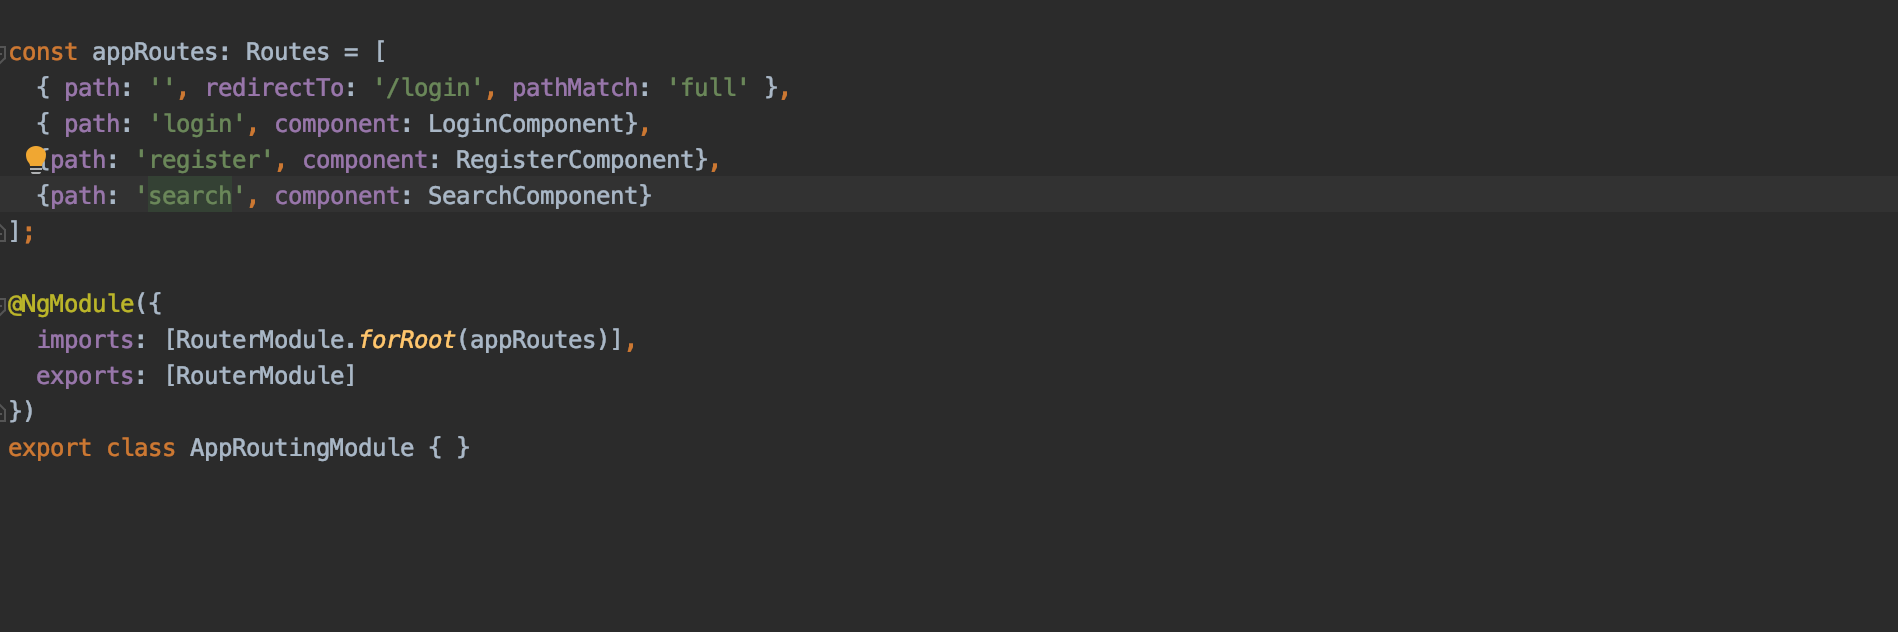 const appRoutes: Routes = [
  { path: '', redirectTo: '/login', pathMatch: 'full' },
  { path: 'login', component: LoginComponent},
  {path: 'register', component: RegisterComponent},
  {path: 'search', component: SearchComponent}
];
@NgModule({
  imports: [RouterModule.forRoot(appRoutes)],
  exports: [RouterModule]
})
export class AppRoutingModule { }